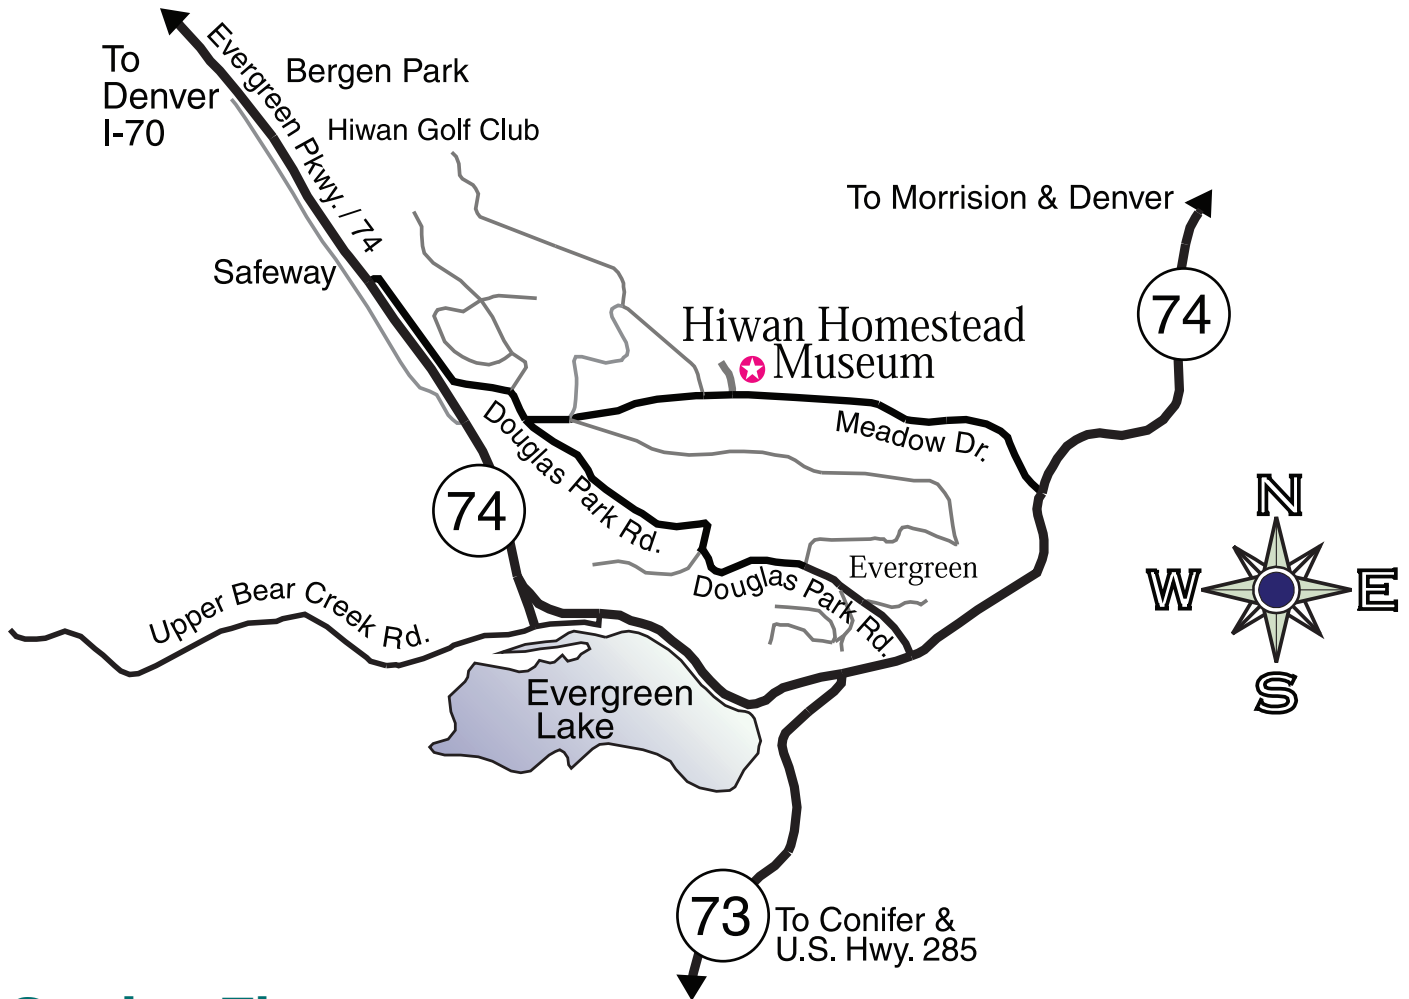 To
Denver
I-70
Evergreen Pkwy. / 74
Bergen Park
Hiwan Golf Club
To Morrision & Denver
Safeway
74
Hiwan Homestead
Museum
Meadow Dr.
Douglas Park Rd.
74
N
W
E
S
Evergreen
Douglas Park Rd.
Upper Bear Creek Rd.
Evergreen
Lake
73
To Conifer &
U.S. Hwy. 285